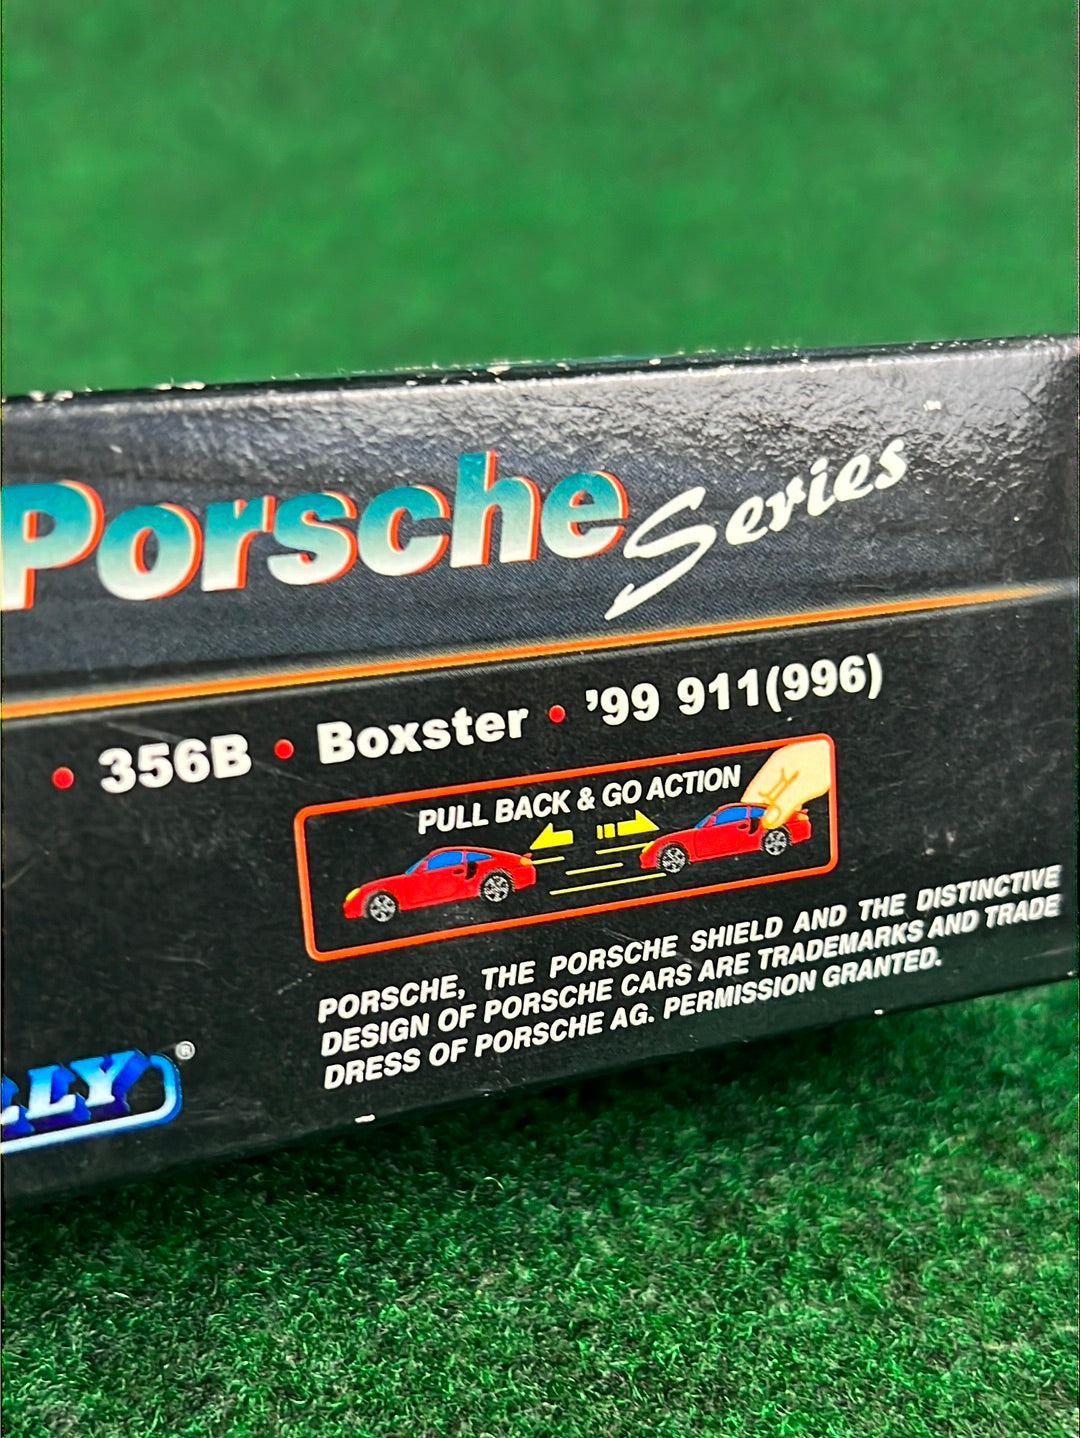 Porsche Series
• 356B • Boxster • '99 911(996)
PULL BACK & GO ACTION
PORSCHE, THE PORSCHE SHIELD AND THE DISTINCTIVE
DESIGN OF PORSCHE CARS ARE TRADEMARKS AND TRADE
DRESS OF PORSCHE AG. PERMISSION GRANTED.
LLY®